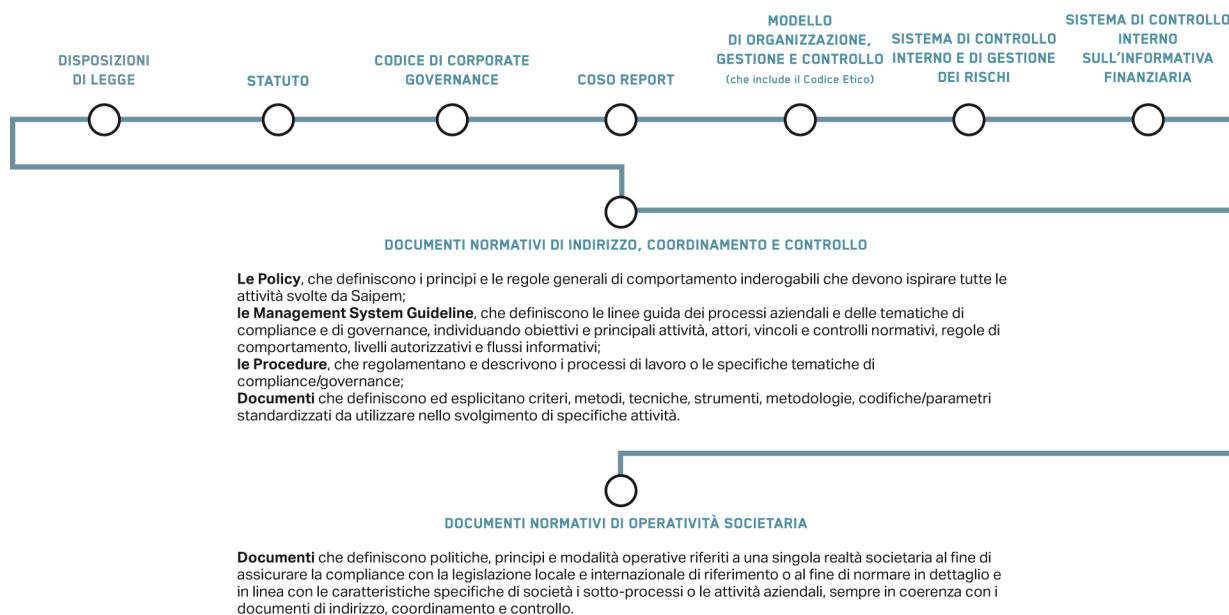 DISPOSIZIONI
DI LEGGE
STATUTO
CODICE DI CORPORATE
GOVERNANCE
COSO REPORT
MODELLO
DI ORGANIZZAZIONE,
GESTIONE E CONTROLLO
(che include il Codice Etico)
SISTEMA DI CONTROLLO
INTERNO E DI GESTIONE
DEI RISCHI
SISTEMA DI CONTROLLO
INTERNO
SULL'INFORMATIVA
FINANZIARIA
DOCUMENTI NORMATIVI DI INDIRIZZO, COORDINAMENTO E CONTROLLO
Le Policy, che definiscono i principi e le regole generali di comportamento inderogabili che devono ispirare tutte le
attività svolte da Saipem;
le Management System Guideline, che definiscono le linee guida dei processi aziendali e delle tematiche di
compliance e di governance, individuando obiettivi e principali attività, attori, vincoli e controlli normativi, regole di
comportamento, livelli autorizzativi e flussi informativi;
le Procedure, che regolamentano e descrivono i processi di lavoro o le specifiche tematiche di
compliance/governance;
Documenti che definiscono ed esplicitano criteri, metodi, tecniche, strumenti, metodologie, codifiche/parametri
standardizzati da utilizzare nello svolgimento di specifiche attività.
DOCUMENTI NORMATIVI DI OPERATIVITÀ SOCIETARIA
Documenti che definiscono politiche, principi e modalità operative riferiti a una singola realtà societaria al fine di
assicurare la compliance con la legislazione locale e internazionale di riferimento o al fine di normare in dettaglio e
in linea con le caratteristiche specifiche di società i sotto-processi o le attività aziendali, sempre in coerenza con i
documenti di indirizzo, coordinamento e controllo.